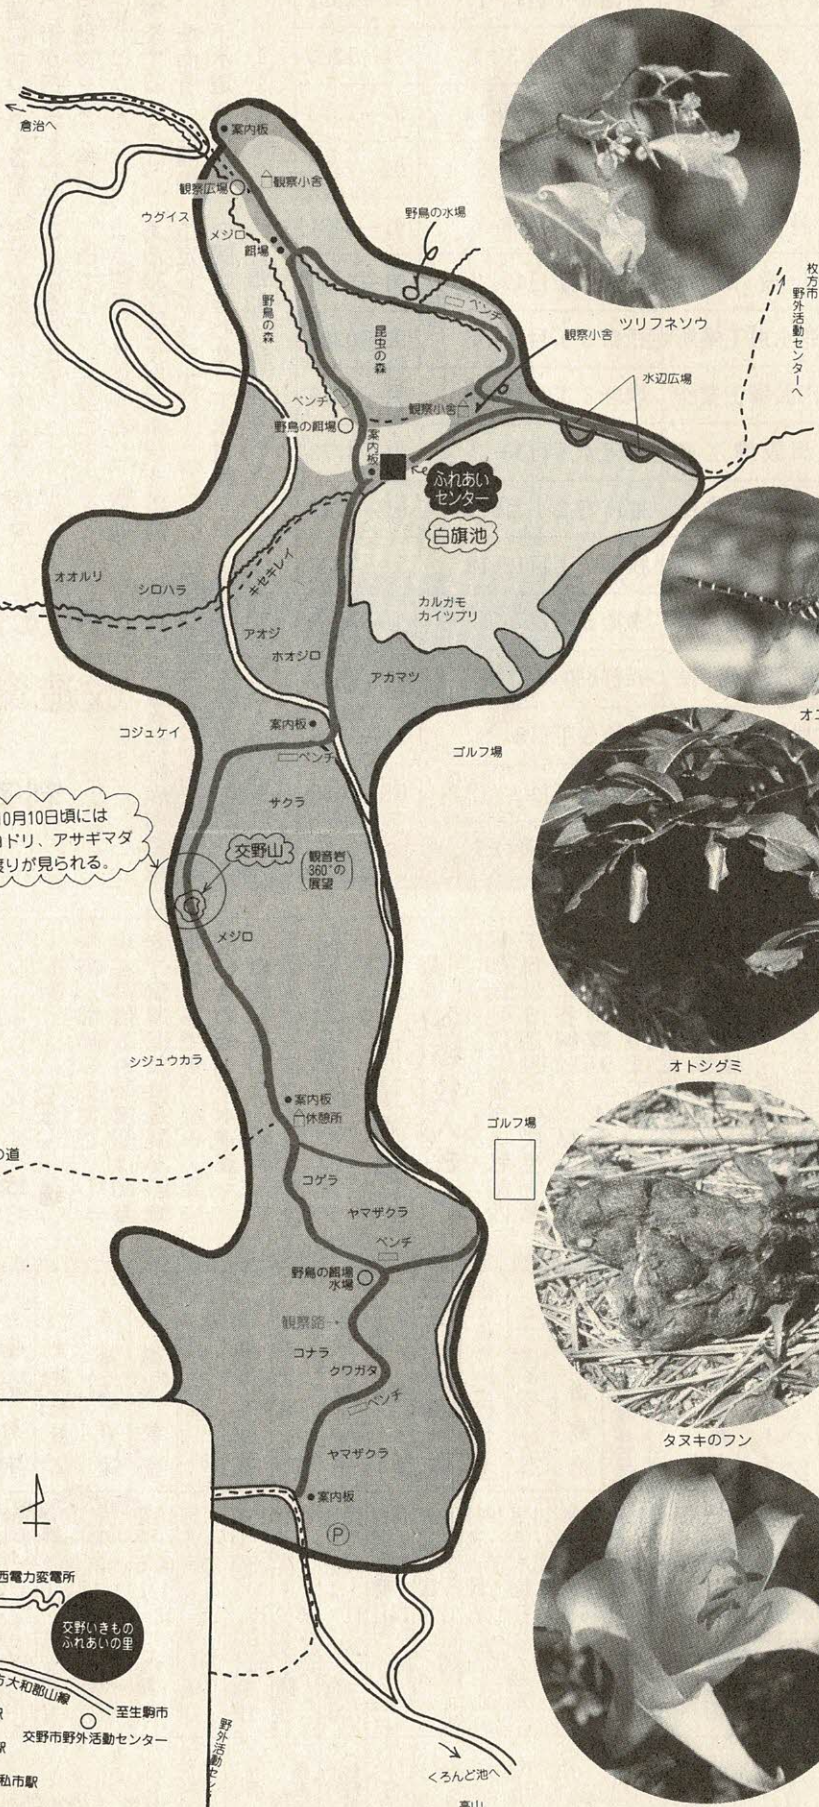 倉治へ
案内板
観察広場
観察小舎
ウグイス
メジロ
餌場
野鳥の水場
ベンチ
野鳥の森
昆虫の森
ツリフネソウ
枚方市
野外活動センターへ
観察小舎
水辺広場
ベンチ
観察小舎
野鳥の餌場
案内板
ふれあい
センター
白旗池
オオルリ
シロハラ
キセキレイ
カルガモ
カイツブリ
アオジ
ホオジロ
アカマツ
コジュケイ
案内板
ベンチ
ゴルフ場
サクラ
10月10日頃には
ヨドリ、アサギマダ
渡りが見られる。
交野山
観音岩
360°の
展望
メジロ
シジュウカラ
オトシグミ
案内板
休憩所
ゴルフ場
の道
コゲラ
ヤマザクラ
ベンチ
野鳥の餌場
水場
観察路→
コナラ
クワガタ
ベンチ
タヌキのフン
ヤマザクラ
案内板
P
西電力変電所
交野いきもの
ふれあいの里
方大和郡山線
至生駒市
交野市野外活動センター
私市駅
野外活動セン
くろんど池へ
高山